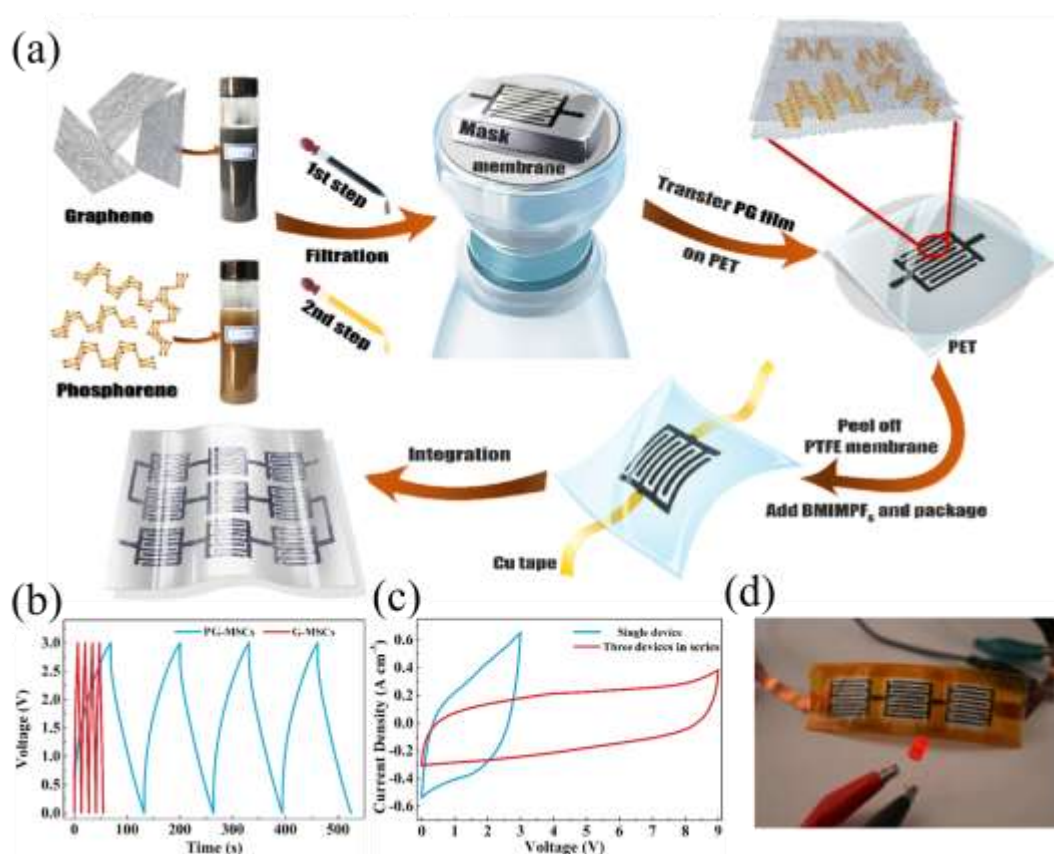 (a)
Graphene
1st step
Filtration
2nd step
Phosphorene
Mask
membrane
Transfer PG film
on PET
PET
Peel off
PTFE membrane
Add BMIMPF₆ and package
Integration
Cu tape
(b)
PG-MSCs
G-MSCs
3.0
2.5
2.0
1.5
1.0
0.5
0.0
Voltage (V)
0 100 200 300 400 500
Time (s)
(c)
Single device
Three devices in series
0.6
0.4
0.2
0.0
-0.2
-0.4
-0.6
Current Density (A cm⁻³)
0 1 2 3 4 5 6 7 8 9
Voltage (V)
(d)